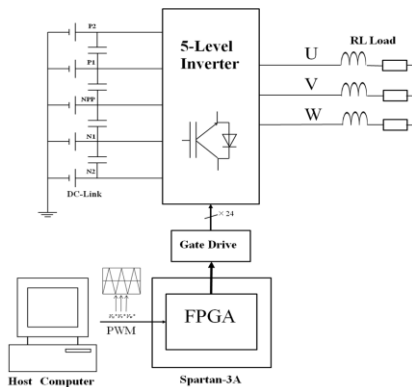 P2
5-Level
Inverter
P1
NPP
N1
N2
DC-Link
U
V
W
RL Load
×24
Gate Drive
PWM
FPGA
Host Computer
Spartan-3A